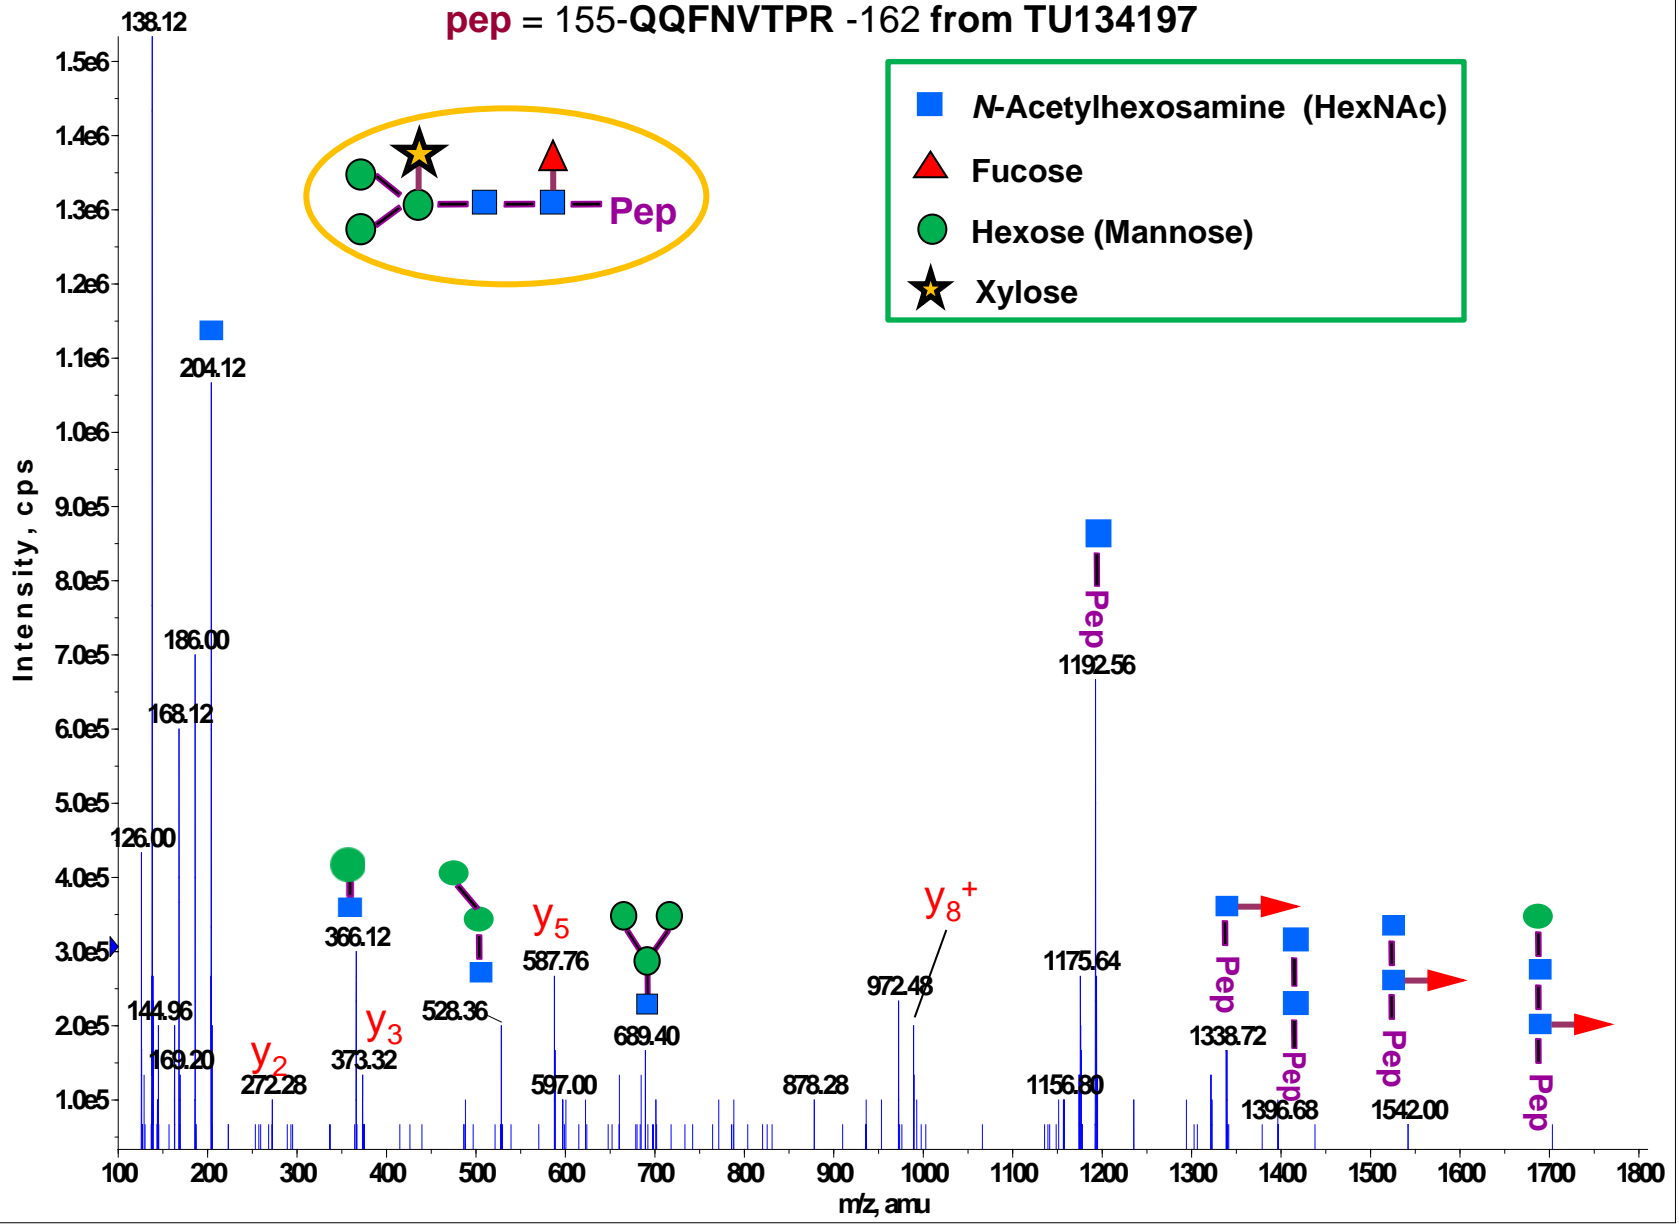 pep = 155-QQFNVTPR -162 from TU134197
138.12
1.5e6
N-Acetylhexosamine (HexNAc)
1.4e6
Fucose
1.3e6
Pep
Hexose (Mannose)
1.2e6
Xylose
1.1e6
204.12
1.0e6
Intensity, cps
9.0e5
8.0e5
Pep
186.00
7.0e5
1192.56
168.12
6.0e5
5.0e5
126.00
4.0e5
y8+
y5
366.12
3.0e5
587.76
1175.64
972.48
Pep
144.96
528.36
y3
2.0e5
689.40
1338.72
Pep
Pep
Pep
y2
169.20
373.32
272.28
597.00
878.28
1156.80
1.0e5
1396.68
1542.00
100 200 300 400 500 600 700 800 900 1000 1100 1200 1300 1400 1500 1600 1700 1800
m/z, amu